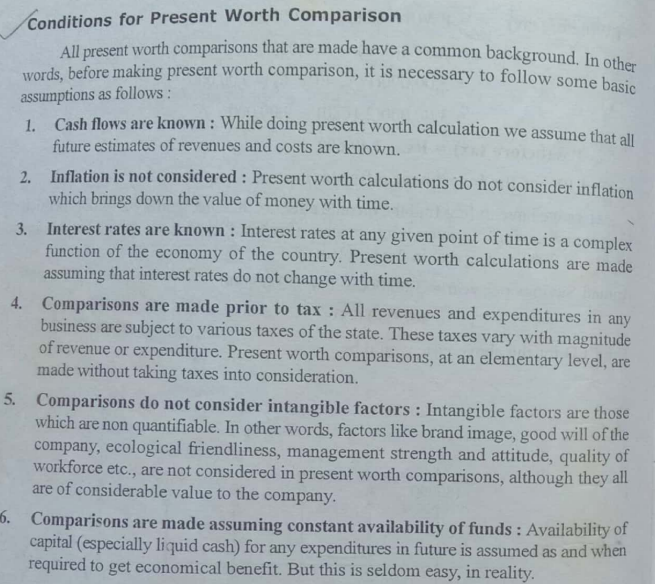 Conditions for Present Worth Comparison
All present worth comparisons that are made have a common background. In other
words, before making present worth comparison, it is necessary to follow some basic
assumptions as follows :
1. Cash flows are known : While doing present worth calculation we assume that all
future estimates of revenues and costs are known.
2. Inflation is not considered : Present worth calculations do not consider inflation
which brings down the value of money with time.
3. Interest rates are known : Interest rates at any given point of time is a complex
function of the economy of the country. Present worth calculations are made
assuming that interest rates do not change with time.
4. Comparisons are made prior to tax : All revenues and expenditures in any
business are subject to various taxes of the state. These taxes vary with magnitude
of revenue or expenditure. Present worth comparisons, at an elementary level, are
made without taking taxes into consideration.
5. Comparisons do not consider intangible factors : Intangible factors are those
which are non quantifiable. In other words, factors like brand image, good will of the
company, ecological friendliness, management strength and attitude, quality of
workforce etc., are not considered in present worth comparisons, although they all
are of considerable value to the company.
6. Comparisons are made assuming constant availability of funds : Availability of
capital (especially liquid cash) for any expenditures in future is assumed as and when
required to get economical benefit. But this is seldom easy, in reality.